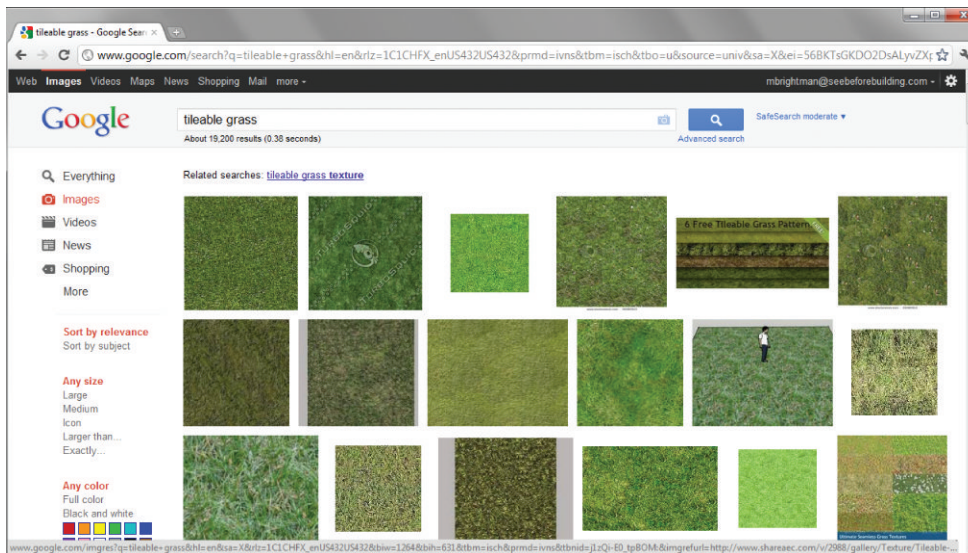 tileable grass - Google Sear
www.google.com/search?q=tileable+grass&hl=en&rlz=1C1CHFX_enUS432US432&prmd=ivns&tbm=isch&tbo=u&source=univ&sa=X&ei=56BKTsGKDO2DsALyvZXj
Web Images Videos Maps News Shopping Mail more
mbrightman@seebeforebuilding.com
Google
tileable grass
SafeSearch moderate
About 19,200 results (0.38 seconds)
Advanced search
Everything
Images
Videos
News
Shopping
More
Related searches: tileable grass texture
6 Free Tileable Grass Pattern
Sort by relevance
Sort by subject
Any size
Large
Medium
Icon
Larger than...
Exactly...
Any color
Full color
Black and white
Ultimate Seamless Grass Textures
www.google.com/imgres?q=tileable+grass&hl=en&sa=X&rlz=1C1CHFX_enUS432US432&biw=1264&bih=631&tbm=isch&prmd=ivns&tbnid=j1zQi-E0_tpBOM:&imgrefurl=http://www.shareaec.com/v/2988/gallery/Texture/Tileable-...